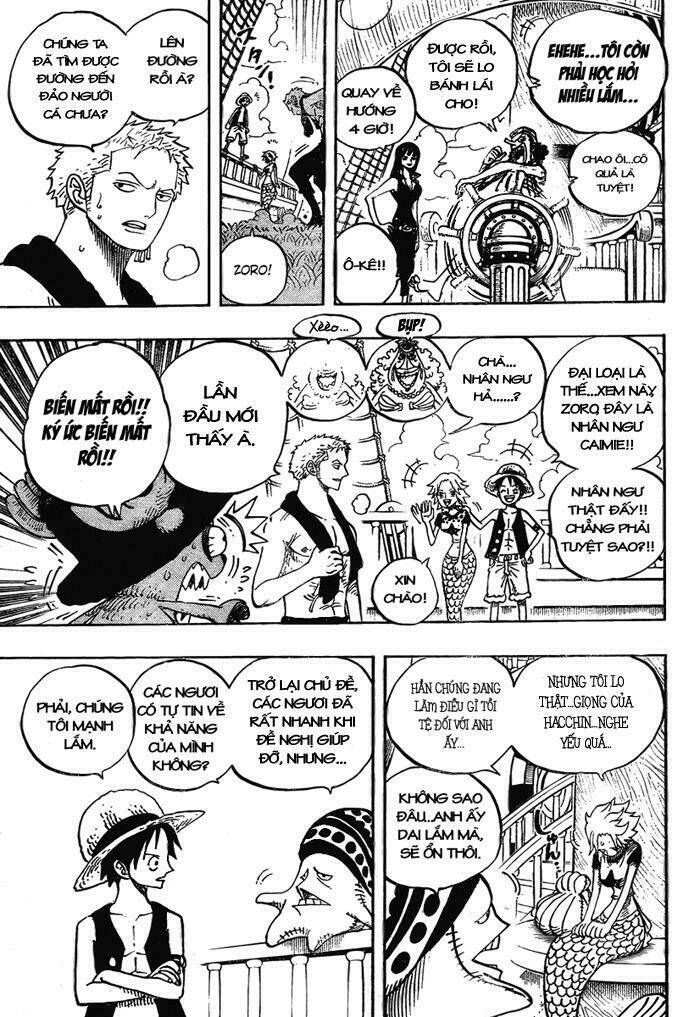 EHEHE...TÔI CÒN
PHẢI HỌC HỎI
NHIỀU LẮM...
CHAO ÔI...CÔ
QUẢ LÀ
TUYỆT!
ĐƯỢC RỒI,
TÔI SẼ LO
BÁNH LÁI
CHO!
QUAY VỀ
HƯỚNG
4 GIỜ!
Ô-KÊ!!
ZORO!
LÊN
ĐƯỜNG
RỒI À?
CHÚNG TA
ĐÃ TÌM ĐƯỢC
ĐƯỜNG ĐẾN
ĐẢO NGƯỜI
CÁ CHƯA?
ĐẠI LOẠI LÀ
THẾ...XEM NÀY,
ZORO, ĐÂY LÀ
NHÂN NGƯ
CAIMIE!!
NHÂN NGƯ
THẬT ĐẤY!!
CHẲNG PHẢI
TUYỆT SAO?!!
XIN
CHÀO!
CHÀ...
NHÂN NGƯ
HẢ......?
BỤP!
XÈÈO...
LẦN
ĐẦU MỚI
THẤY À.
BIẾN MẤT RỒI!!
KÝ ỨC BIẾN MẤT
RỒI!!
NHƯNG TÔI LO
THẬT...GIỌNG CỦA
HACCHIN...NGHE
YẾU QUÁ...
HẲN CHÚNG ĐANG
LÀM ĐIỀU GÌ TỒI
TỆ ĐỐI VỚI ANH
ẤY...
KHÔNG SAO
ĐÂU...ANH ẤY
DAI LẮM MÀ,
SẼ ỔN THÔI.
TRỞ LẠI CHỦ ĐỀ,
CÁC NGƯƠI ĐÃ
RẤT NHANH KHI
ĐỀ NGHỊ GIÚP
ĐỠ, NHƯNG...
CÁC NGƯƠI
CÓ TỰ TIN VỀ
KHẢ NĂNG
CỦA MÌNH
KHÔNG?
PHẢI, CHÚNG
TÔI MẠNH
LẮM.